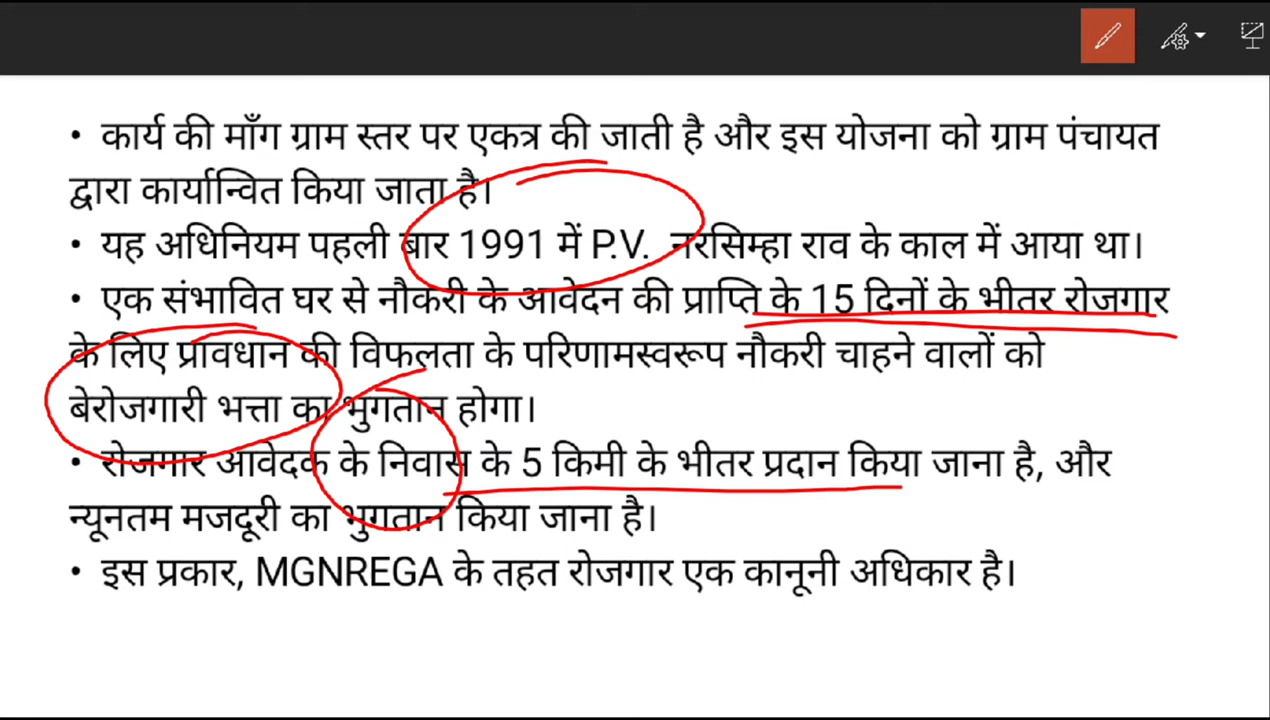 • कार्य की माँग ग्राम स्तर पर एकत्र की जाती है और इस योजना को ग्राम पंचायत
द्वारा कार्यान्वित किया जाता है।
• यह अधिनियम पहली बार 1991 में P.V. नरसिम्हा राव के काल में आया था।
• एक संभावित घर से नौकरी के आवेदन की प्राप्ति के 15 दिनों के भीतर रोजगार
के लिए प्रावधान की विफलता के परिणामस्वरूप नौकरी चाहने वालों को
बेरोजगारी भत्ता का भुगतान होगा।
• रोजगार आवेदक के निवास के 5 किमी के भीतर प्रदान किया जाना है, और
न्यूनतम मजदूरी का भुगतान किया जाना है।
• इस प्रकार, MGNREGA के तहत रोजगार एक कानूनी अधिकार है।